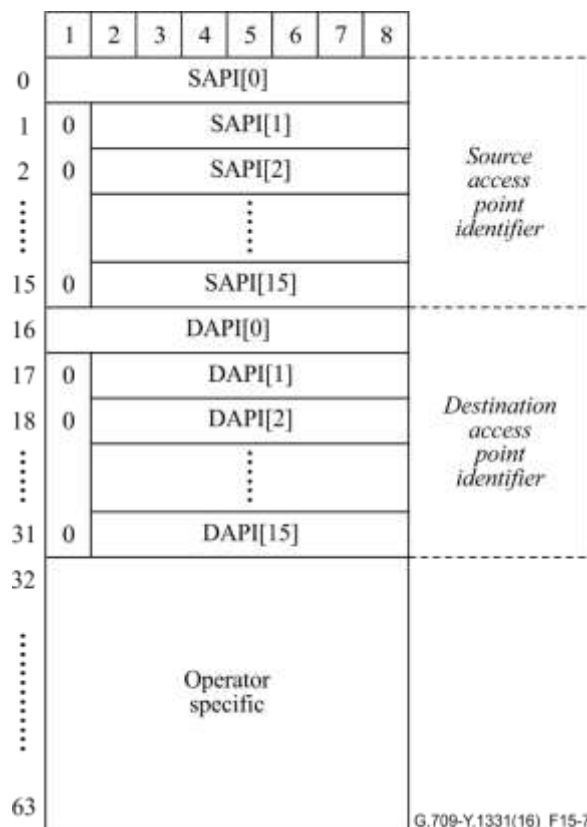 1 2 3 4 5 6 7 8
0 SAPI[0]
1 0 SAPI[1]
2 0 SAPI[2]
Source
access
point
identifier
15 0 SAPI[15]
16 DAPI[0]
17 0 DAPI[1]
18 0 DAPI[2]
Destination
access
point
identifier
31 0 DAPI[15]
32
Operator
specific
63
G.709-Y.1331(16)_F15-7